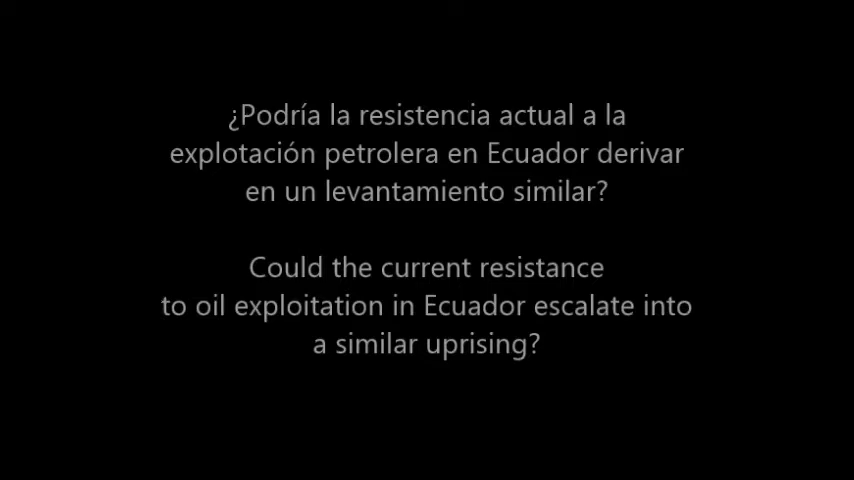 ¿Podría la resistencia actual a la
explotación petrolera en Ecuador derivar
en un levantamiento similar?
Could the current resistance
to oil exploitation in Ecuador escalate into
a similar uprising?